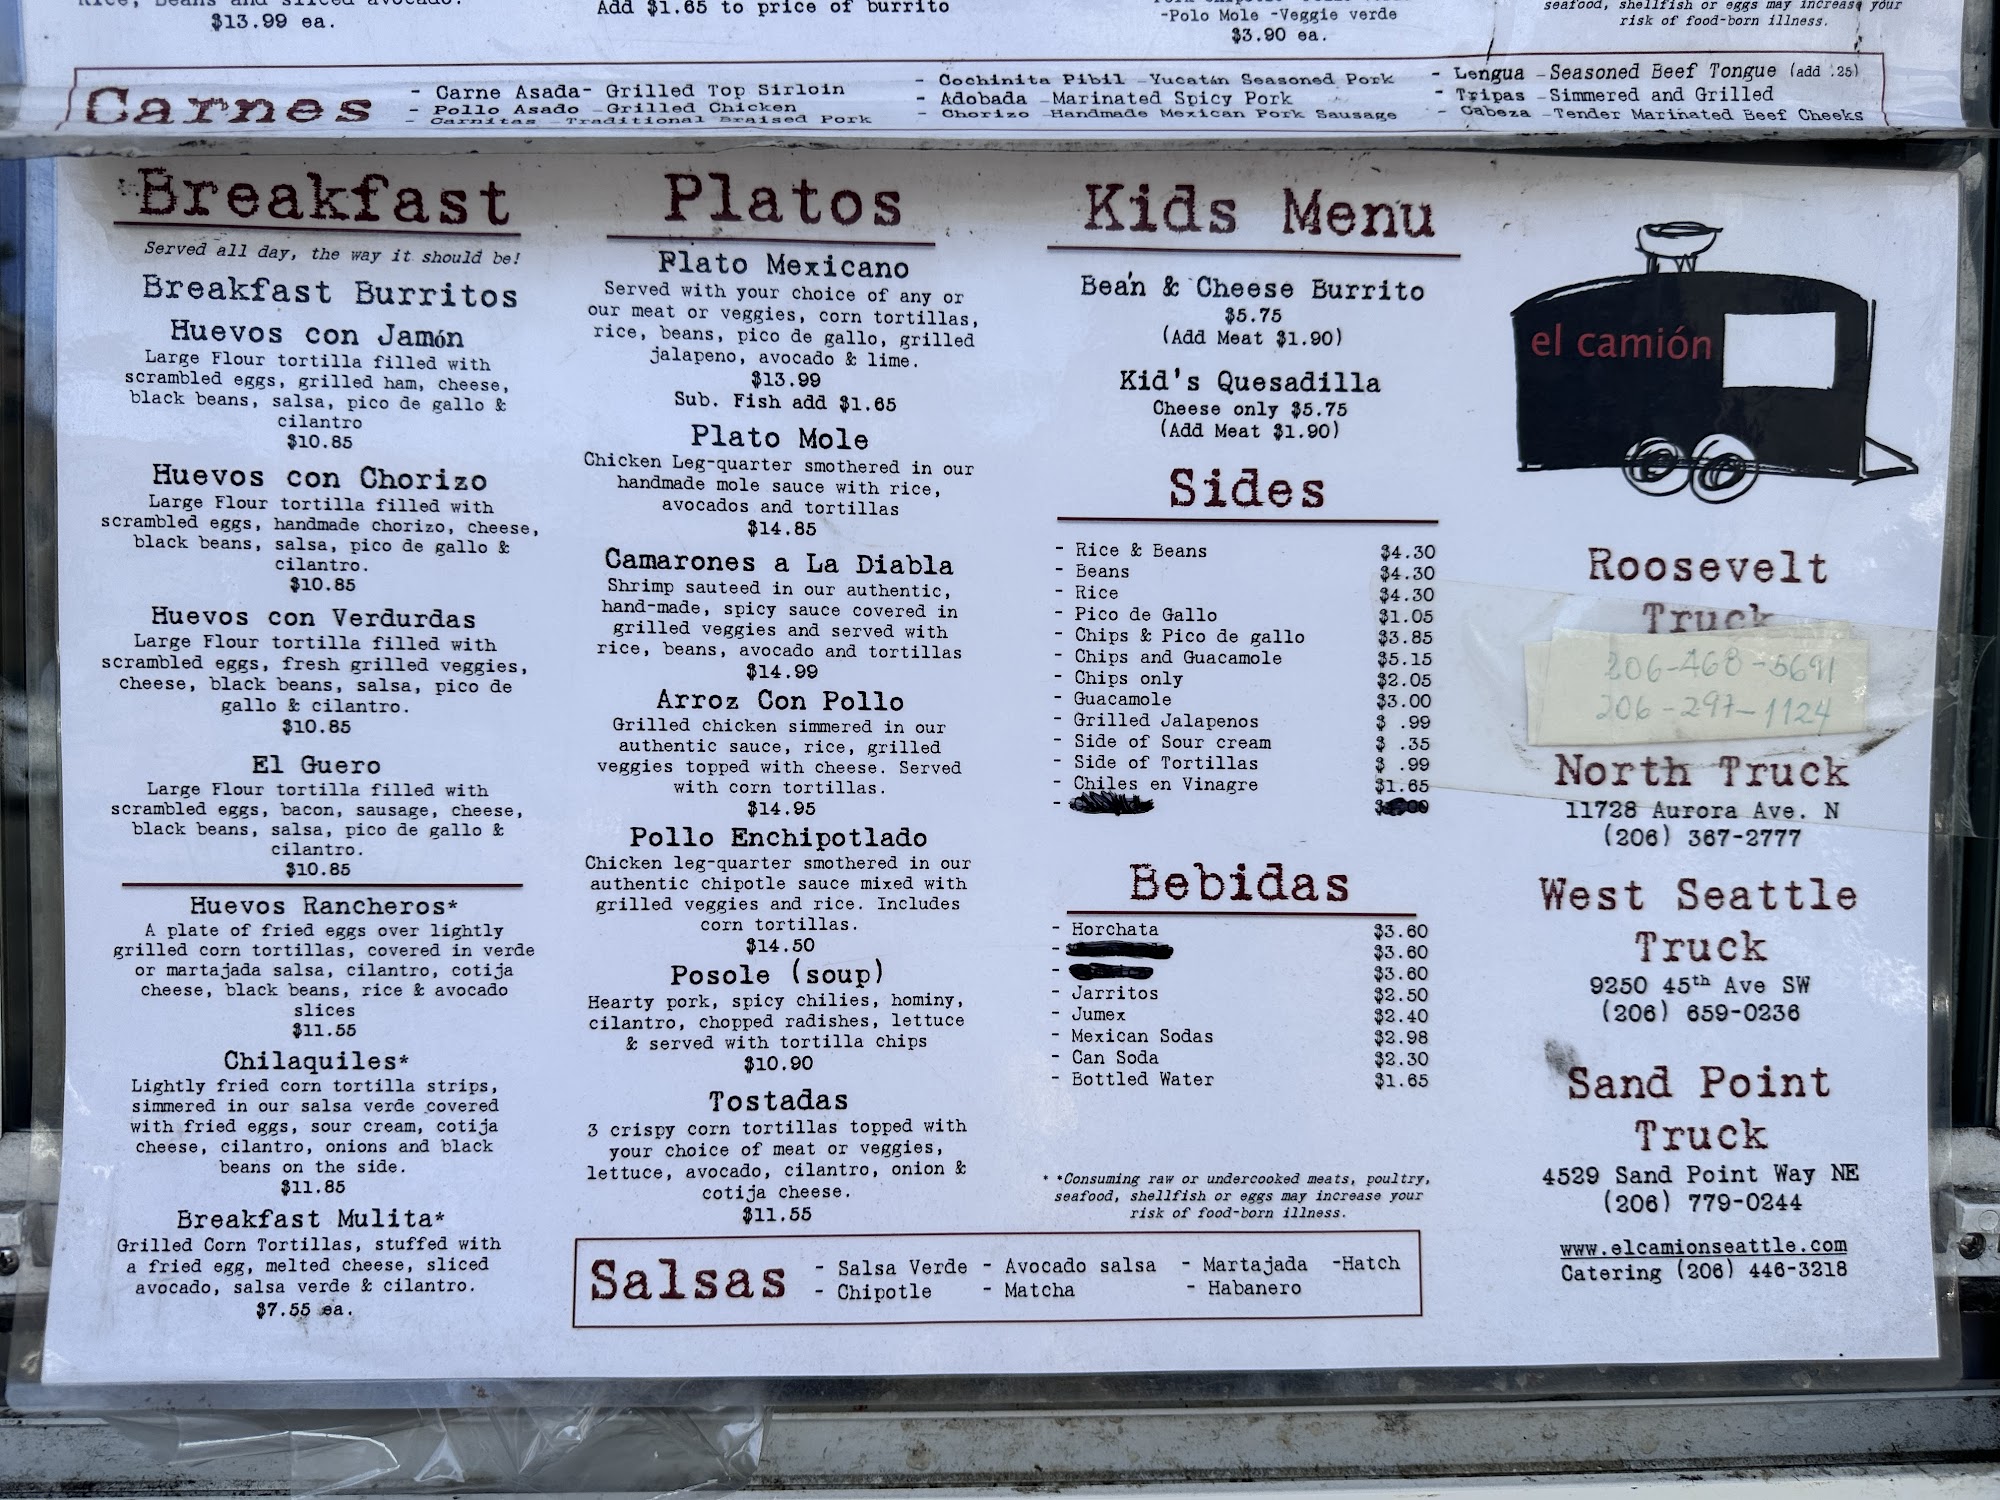 $13.99 ea.
Add $1.65 to price of burrito
-Polo Mole -Veggie verde
$3.90 ea.
seafood, shellfish or eggs may increase your
risk of food-born illness.
Carnes
- Carne Asada- Grilled Top Sirloin
- Pollo Asado -Grilled Chicken
- Carnitas -Traditional Braised Pork
- Cochinita Pibil -Yucatán Seasoned Pork
- Adobada -Marinated Spicy Pork
- Chorizo -Handmade Mexican Pork Sausage
- Lengua -Seasoned Beef Tongue (add .25)
- Tripas -Simmered and Grilled
- Cabeza -Tender Marinated Beef Cheeks
Breakfast
Served all day, the way it should be!
Breakfast Burritos
Huevos con Jamón
Large Flour tortilla filled with
scrambled eggs, grilled ham, cheese,
black beans, salsa, pico de gallo &
cilantro
$10.85
Huevos con Chorizo
Large Flour tortilla filled with
scrambled eggs, handmade chorizo, cheese,
black beans, salsa, pico de gallo &
cilantro.
$10.85
Huevos con Verdurdas
Large Flour tortilla filled with
scrambled eggs, fresh grilled veggies,
cheese, black beans, salsa, pico de
gallo & cilantro.
$10.85
El Guero
Large Flour tortilla filled with
scrambled eggs, bacon, sausage, cheese,
black beans, salsa, pico de gallo &
cilantro.
$10.85
Huevos Rancheros*
A plate of fried eggs over lightly
grilled corn tortillas, covered in verde
or martajada salsa, cilantro, cotija
cheese, black beans, rice & avocado
slices
$11.55
Chilaquiles*
Lightly fried corn tortilla strips,
simmered in our salsa verde covered
with fried eggs, sour cream, cotija
cheese, cilantro, onions and black
beans on the side.
$11.85
Breakfast Mulita*
Grilled Corn Tortillas, stuffed with
a fried egg, melted cheese, sliced
avocado, salsa verde & cilantro.
$7.55 ea.
Platos
Plato Mexicano
Served with your choice of any or
our meat or veggies, corn tortillas,
rice, beans, pico de gallo, grilled
jalapeno, avocado & lime.
$13.99
Sub. Fish add $1.65
Plato Mole
Chicken Leg-quarter smothered in our
handmade mole sauce with rice,
avocados and tortillas
$14.85
Camarones a La Diabla
Shrimp sauteed in our authentic,
hand-made, spicy sauce covered in
grilled veggies and served with
rice, beans, avocado and tortillas
$14.99
Arroz Con Pollo
Grilled chicken simmered in our
authentic sauce, rice, grilled
veggies topped with cheese. Served
with corn tortillas.
$14.95
Pollo Enchipotlado
Chicken leg-quarter smothered in our
authentic chipotle sauce mixed with
grilled veggies and rice. Includes
corn tortillas.
$14.50
Posole (soup)
Hearty pork, spicy chilies, hominy,
cilantro, chopped radishes, lettuce
& served with tortilla chips
$10.90
Tostadas
3 crispy corn tortillas topped with
your choice of meat or veggies,
lettuce, avocado, cilantro, onion &
cotija cheese.
$11.55
Kids Menu
Bean & Cheese Burrito
$5.75
(Add Meat $1.90)
Kid's Quesadilla
Cheese only $5.75
(Add Meat $1.90)
Sides
- Rice & Beans $4.30
- Beans $4.30
- Rice $4.30
- Pico de Gallo $1.05
- Chips & Pico de gallo $3.85
- Chips and Guacamole $5.15
- Chips only $2.05
- Guacamole $3.00
- Grilled Jalapenos $ .99
- Side of Sour cream $ .35
- Side of Tortillas $ .99
- Chiles en Vinagre $1.65
Bebidas
- Horchata $3.60
- $3.60
- $3.60
- Jarritos $2.50
- Jumex $2.40
- Mexican Sodas $2.98
- Can Soda $2.30
- Bottled Water $1.65
* *Consuming raw or undercooked meats, poultry,
seafood, shellfish or eggs may increase your
risk of food-born illness.
Salsas
- Salsa Verde - Avocado salsa - Martajada -Hatch
- Chipotle - Matcha - Habanero
el camión
Roosevelt
Truck
206-468-5691
206-297-1124
North Truck
11728 Aurora Ave. N
(206) 367-2777
West Seattle
Truck
9250 45th Ave SW
(206) 659-0236
Sand Point
Truck
4529 Sand Point Way NE
(206) 779-0244
www.elcamionseattle.com
Catering (206) 446-3218